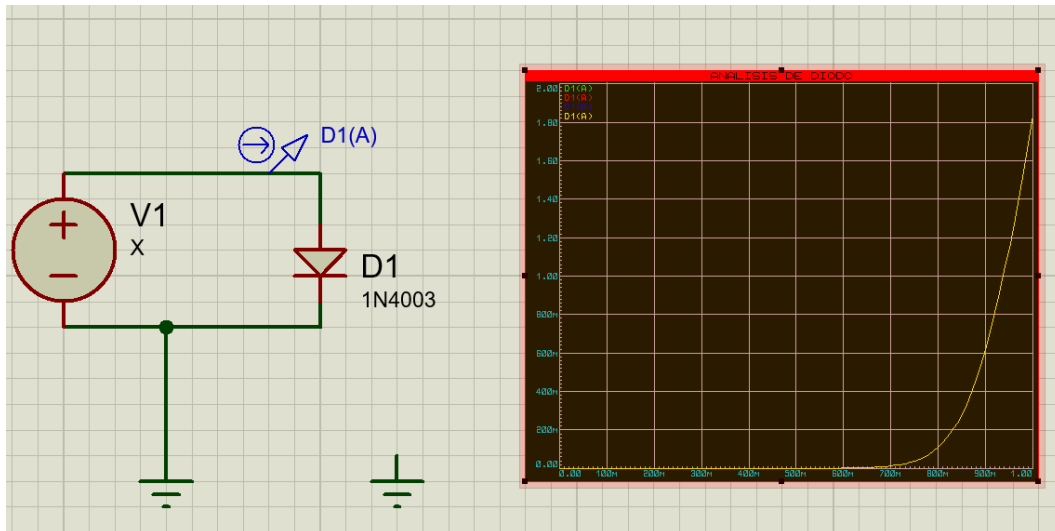 D1(A)
V1
X
D1
1N4003
ANALISIS DE DIODO
2.00
D1(A)
D1(A)
D1(A)
1.80
1.60
1.40
1.20
1.00
800m
600m
400m
200m
0.00
0.00 100m 200m 300m 400m 500m 600m 700m 800m 900m 1.00